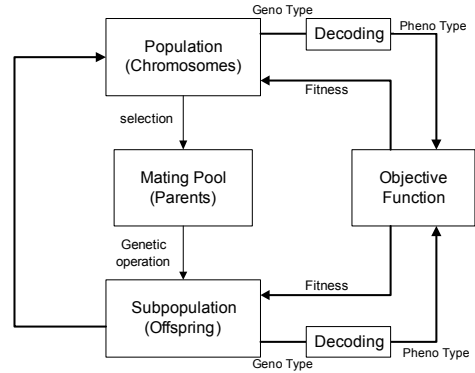 Geno Type
Decoding
Pheno Type
Population
(Chromosomes)
Fitness
selection
Mating Pool
(Parents)
Objective
Function
Genetic
operation
Fitness
Subpopulation
(Offspring)
Geno Type
Decoding
Pheno Type